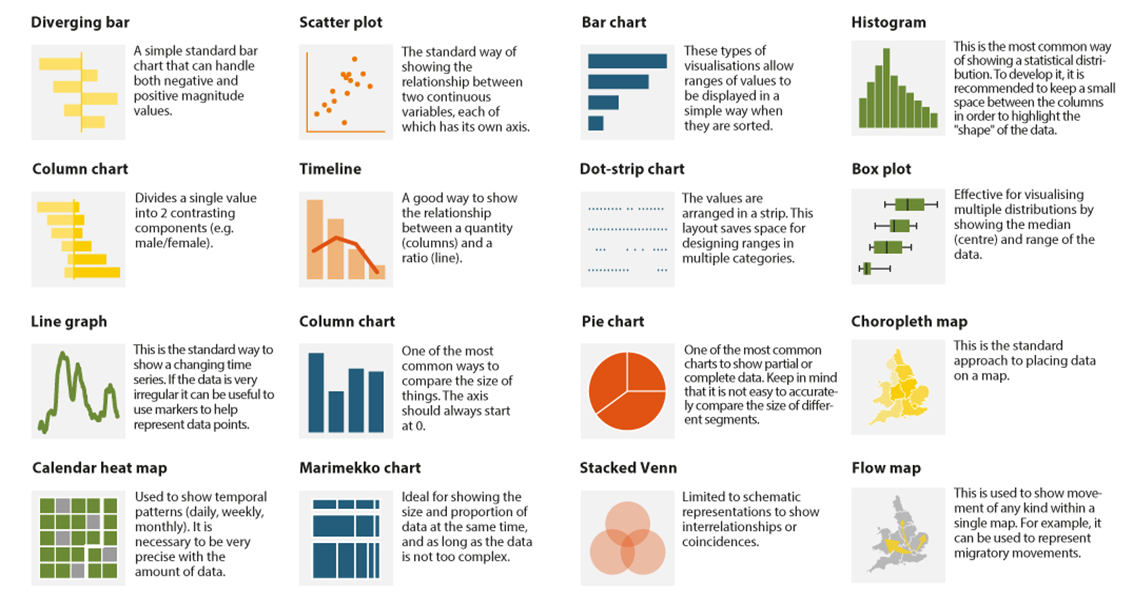 Diverging bar
A simple standard bar
chart that can handle
both negative and
positive magnitude
values.
Scatter plot
The standard way of
showing the
relationship between
two continuous
variables, each of
which has its own axis.
Bar chart
These types of
visualisations allow
ranges of values to
be displayed in a
simple way when
they are sorted.
Histogram
This is the most common way
of showing a statistical distri-
bution. To develop it, it is
recommended to keep a small
space between the columns
in order to highlight the
"shape" of the data.
Column chart
Divides a single value
into 2 contrasting
components (e.g.
male/female).
Timeline
A good way to show
the relationship
between a quantity
(columns) and a
ratio (line).
Dot-strip chart
The values are
arranged in a strip. This
layout saves space for
designing ranges in
multiple categories.
Box plot
Effective for visualising
multiple distributions by
showing the median
(centre) and range of the
data.
Line graph
This is the standard way to
show a changing time
series. If the data is very
irregular it can be useful to
use markers to help
represent data points.
Column chart
One of the most
common ways to
compare the size of
things. The axis
should always start
at 0.
Pie chart
One of the most common
charts to show partial or
complete data. Keep in mind
that it is not easy to accurate-
ly compare the size of differ-
ent segments.
Choropleth map
This is the standard
approach to placing data
on a map.
Calendar heat map
Used to show temporal
patterns (daily, weekly,
monthly). It is
necessary to be very
precise with the
amount of data.
Marimekko chart
Ideal for showing the
size and proportion of
data at the same time,
and as long as the data
is not too complex.
Stacked Venn
Limited to schematic
representations to show
interrelationships or
coincidences.
Flow map
This is used to show move-
ment of any kind within a
single map. For example, it
can be used to represent
migratory movements.